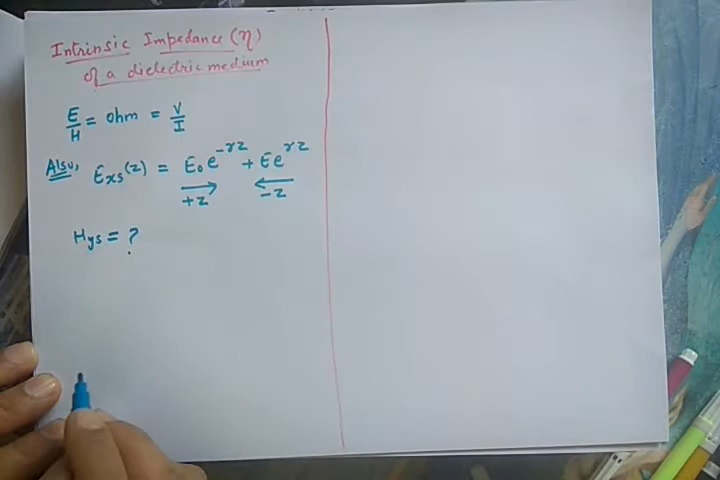 Intrinsic Impedance (η)
of a dielectric medium
E/H = ohm = V/I
Also, Exs(z) = E₀e^-γz + Ee^γz
+z -z
Hys = ?